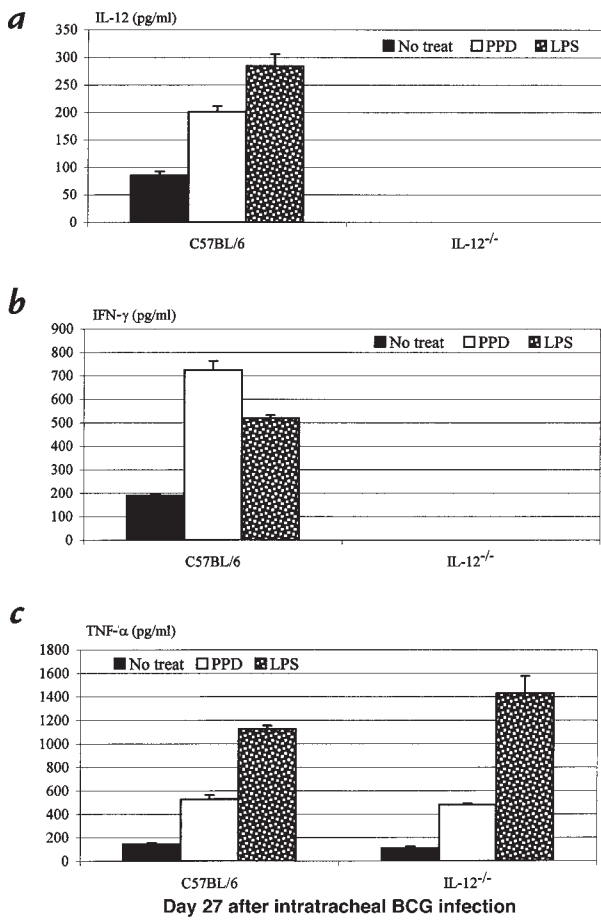 a
IL-12 (pg/ml)
350
300
350
200
150
100
50
0
No treat PPD LPS
C57BL/6 IL-12-/-
b
IFN-γ (pg/ml)
900
800
700
600
500
400
300
200
100
0
No treat PPD LPS
C57BL/6 IL-12-/-
c
TNF-α (pg/ml)
1800
1600
1400
1200
1000
800
600
400
200
0
No treat PPD LPS
C57BL/6 IL-12-/-
Day 27 after intratracheal BCG infection